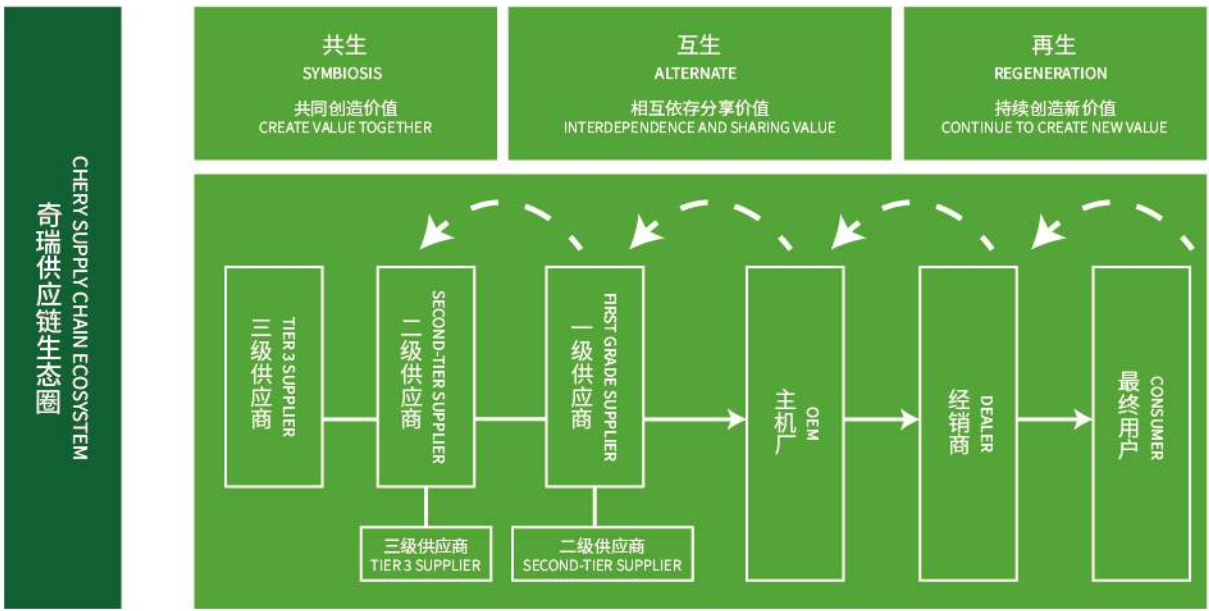 奇瑞供应链生态圈
CHERY SUPPLY CHAIN ECOSYSTEM
共生
SYMBIOSIS
共同创造价值
CREATE VALUE TOGETHER
互生
ALTERNATE
相互依存分享价值
INTERDEPENDENCE AND SHARING VALUE
再生
REGENERATION
持续创造新价值
CONTINUE TO CREATE NEW VALUE
三级供应商
TIER 3 SUPPLIER
二级供应商
SECOND-TIER SUPPLIER
一级供应商
FIRST GRADE SUPPLIER
主机厂
OEM
经销商
DEALER
最终用户
CONSUMER
三级供应商
TIER 3 SUPPLIER
二级供应商
SECOND-TIER SUPPLIER